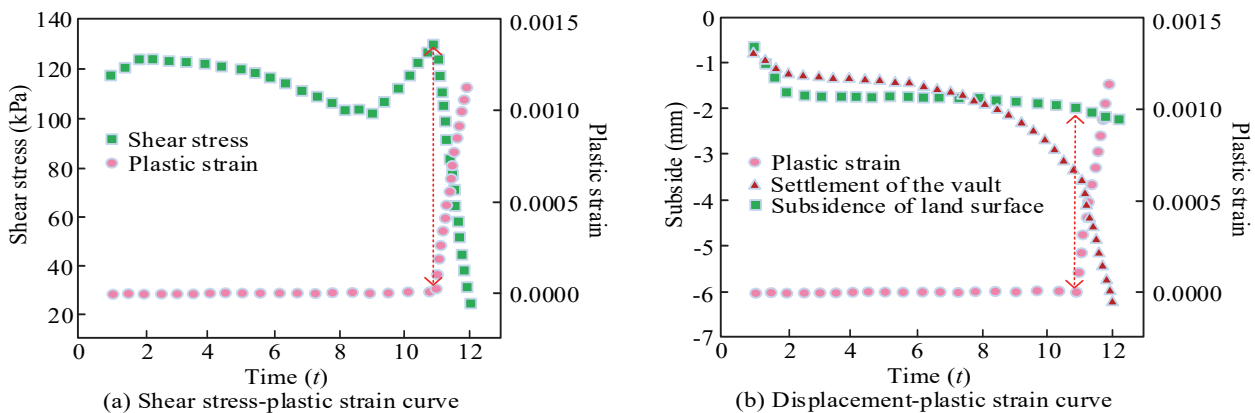 140
120
100
80
60
40
20
Shear stress (kPa)
Shear stress
Plastic strain
0.0015
0.0010
0.0005
0.0000
Plastic strain
0 2 4 6 8 10 12
Time (t)
(a) Shear stress-plastic strain curve
0
-1
-2
-3
-4
-5
-6
-7
Subside (mm)
Plastic strain
Settlement of the vault
Subsidence of land surface
0.0015
0.0010
0.0005
0.0000
Plastic strain
0 2 4 6 8 10 12
Time (t)
(b) Displacement-plastic strain curve